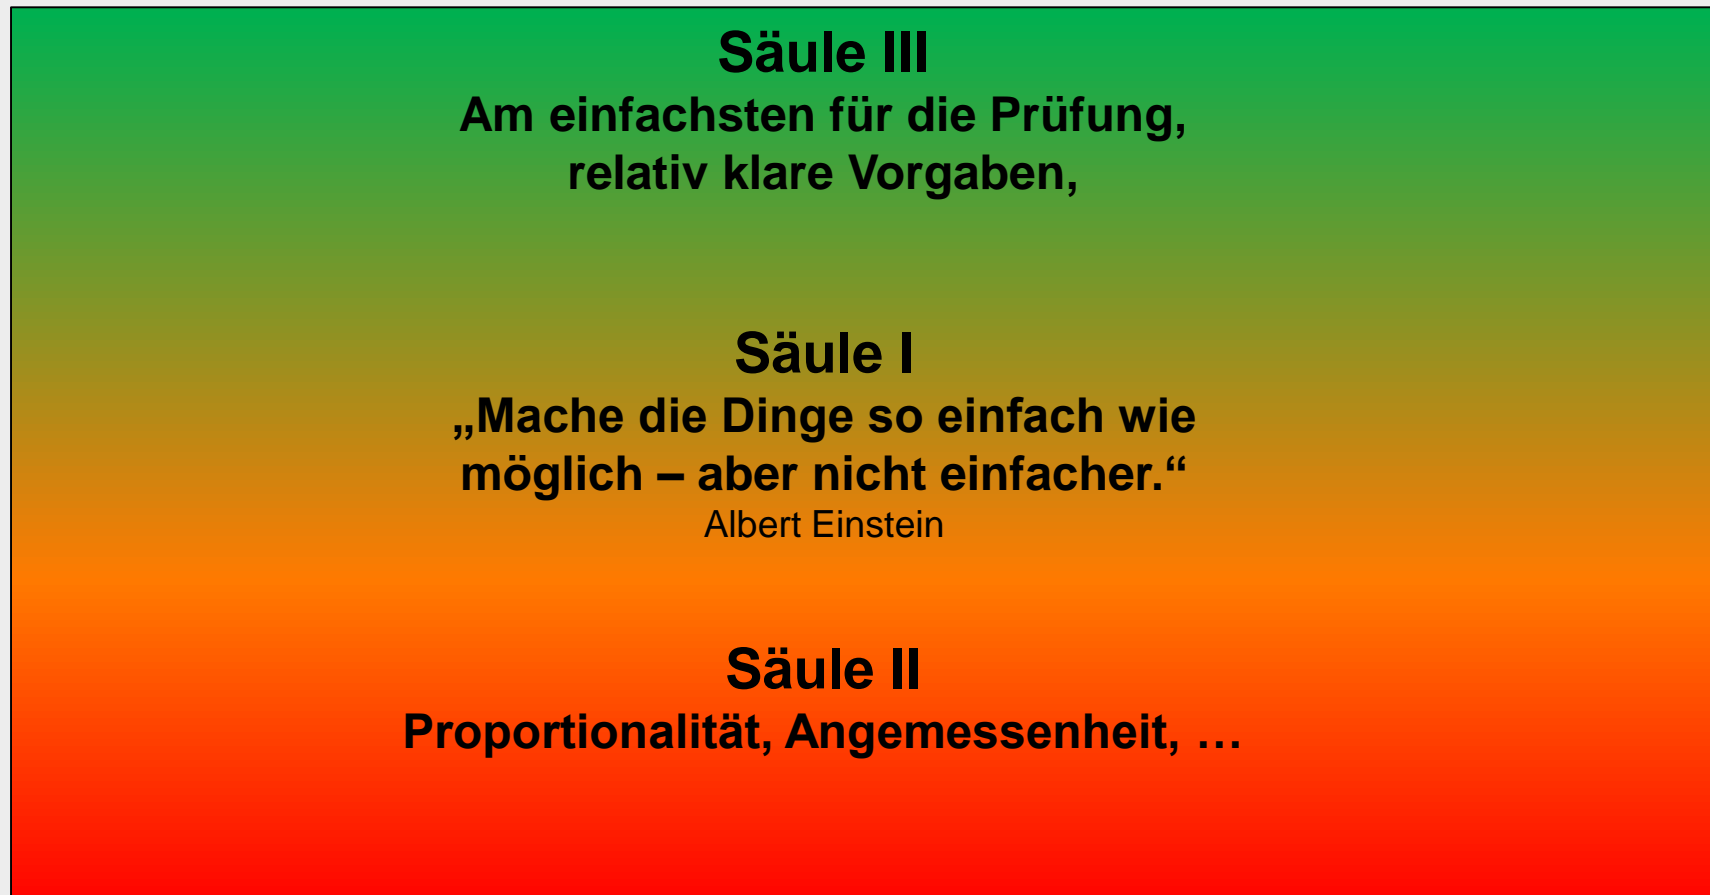 Säule III
Am einfachsten für die Prüfung,
relativ klare Vorgaben,
Säule I
„Mache die Dinge so einfach wie
möglich – aber nicht einfacher.“
Albert Einstein
Säule II
Proportionalität, Angemessenheit, …